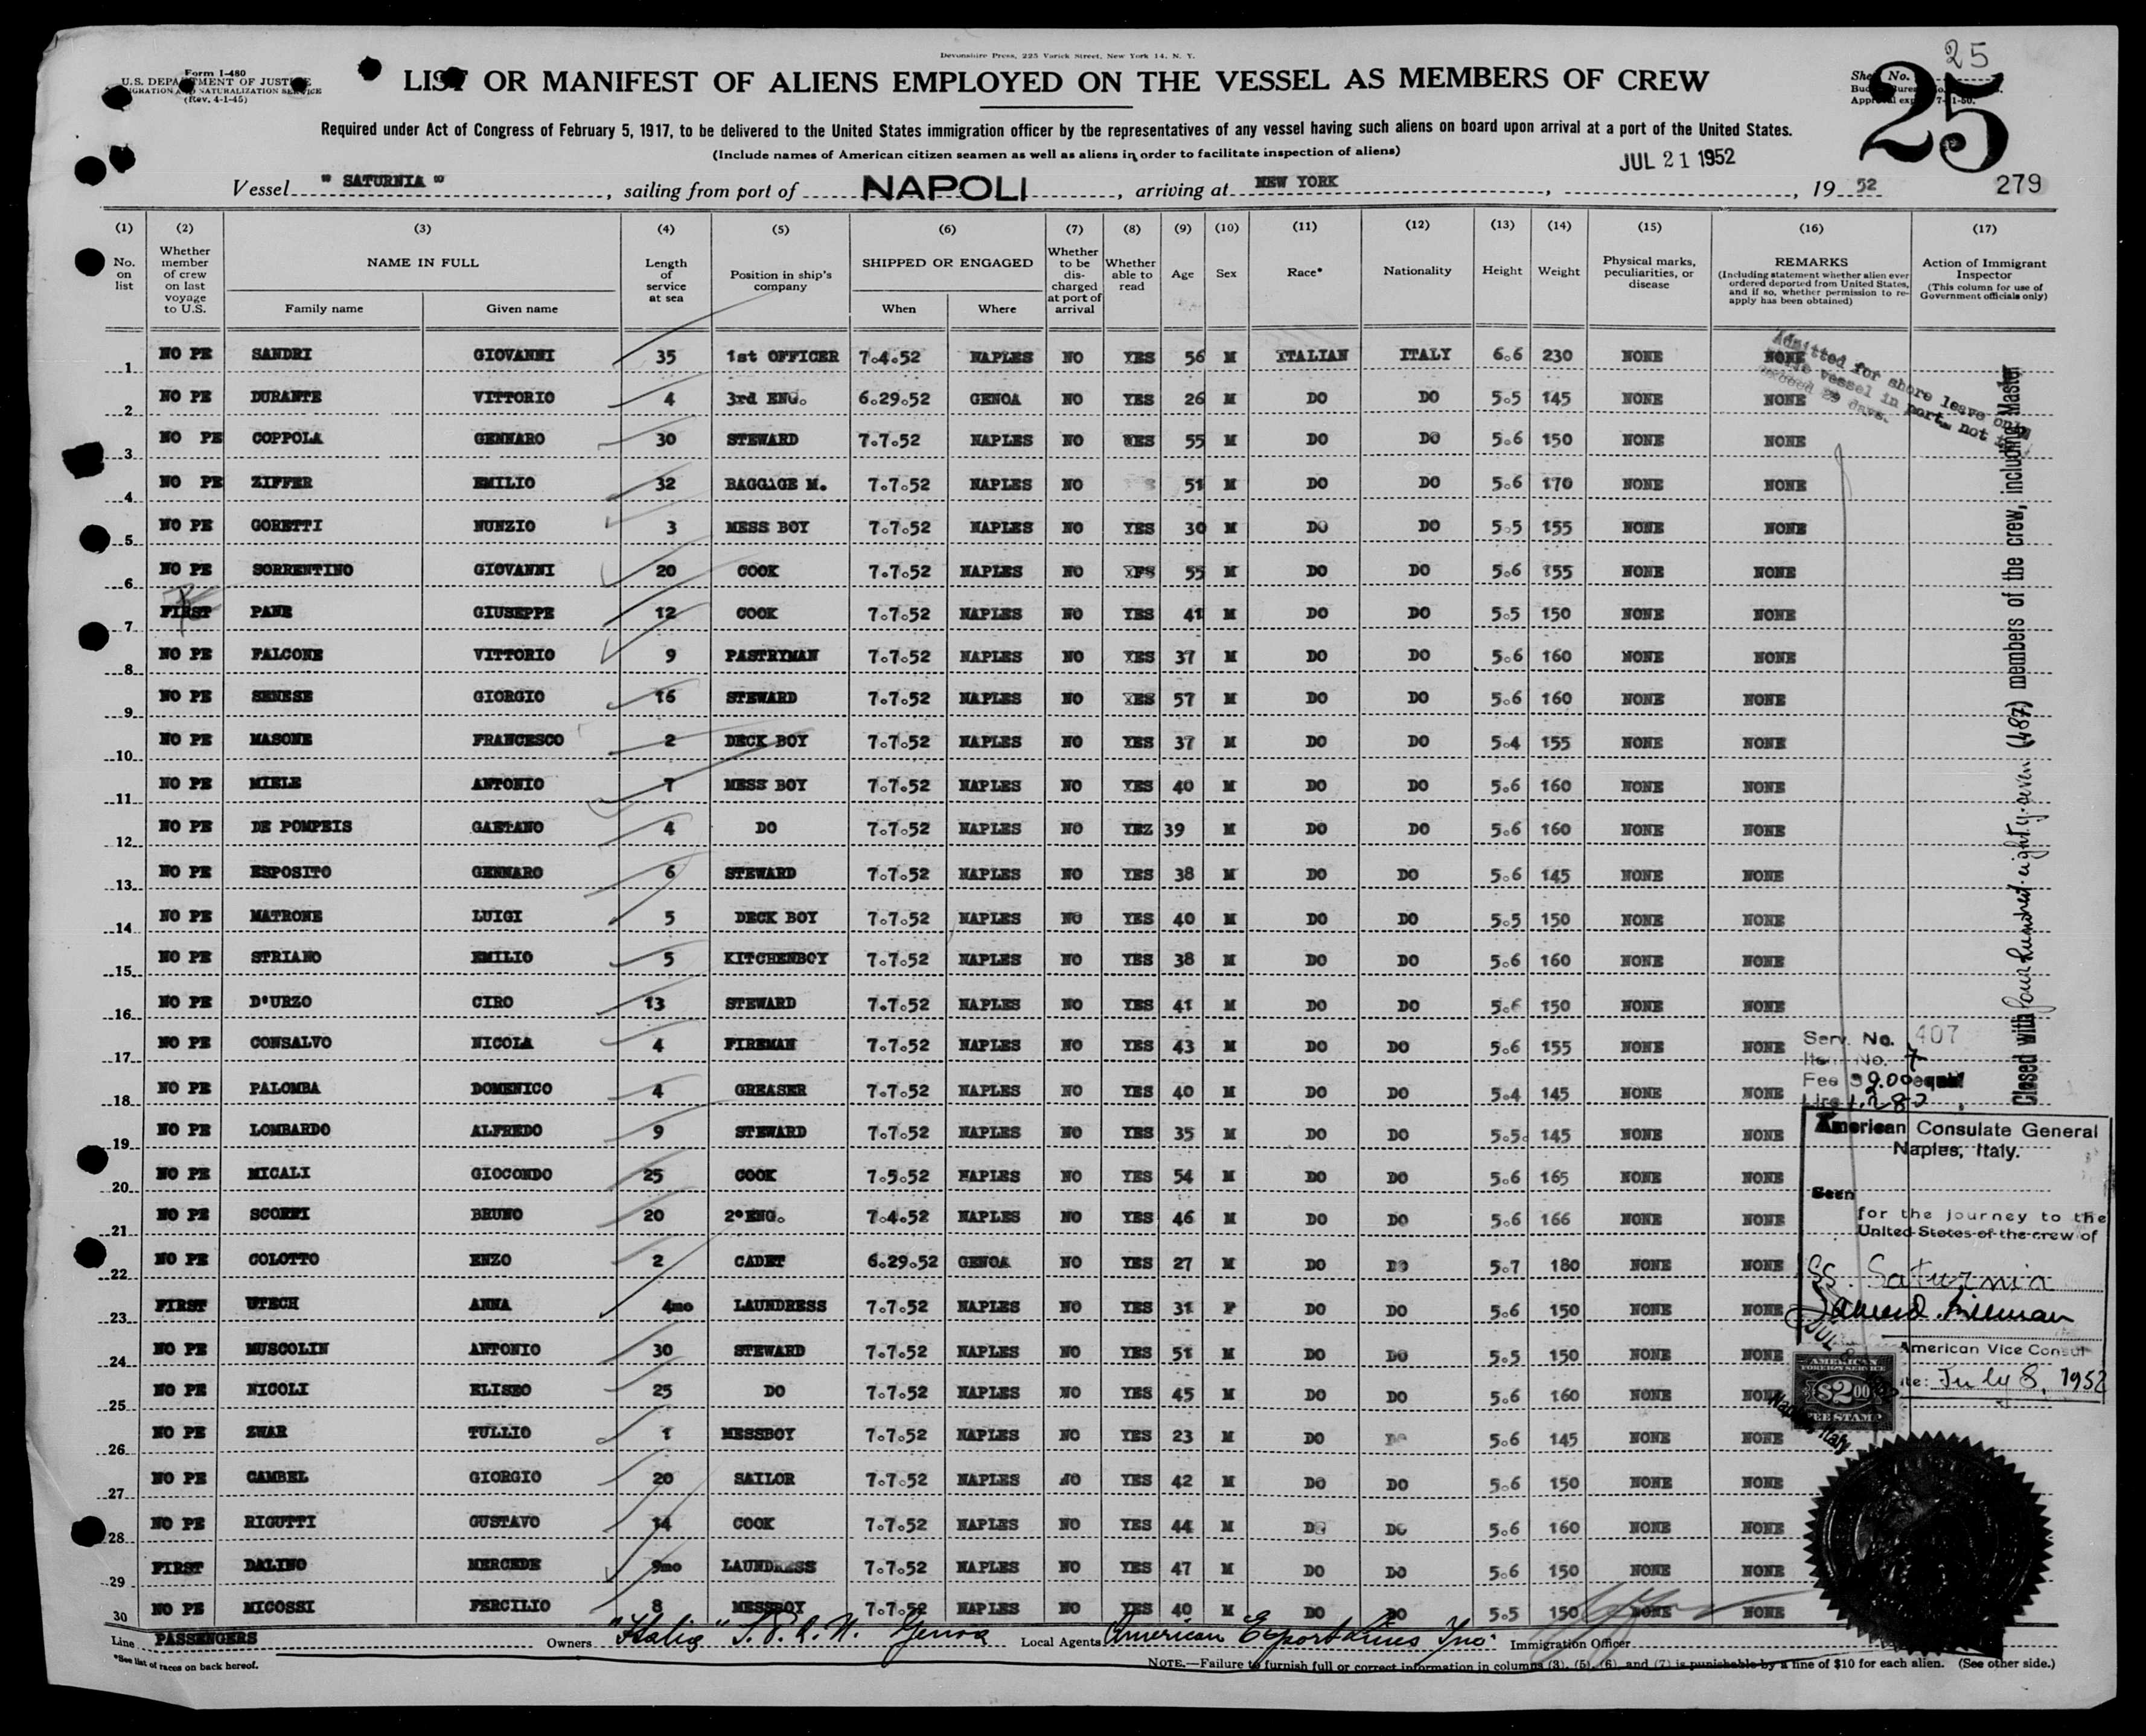 Devonshire Press, 225 Varick Street, New York 14, N. Y.
25
Form I-480
LIST OR MANIFEST OF ALIENS EMPLOYED ON THE VESSEL AS MEMBERS OF CREW
25
(Rev. 4-1-45)
Required under Act of Congress of February 5, 1917, to be delivered to the United States immigration officer by the representatives of any vessel having such aliens on board upon arrival at a port of the United States.
(Include names of American citizen seamen as well as aliens in order to facilitate inspection of aliens)
JUL 21 1952
Vessel " SATURNIA " , sailing from port of NAPOLI , arriving at NEW YORK , , 19 52
279
(1) (2) (3) (4) (5) (6) (7) (8) (9) (10) (11) (12) (13) (14) (15) (16) (17)
No. on list
Whether member of crew on last voyage to U.S.
NAME IN FULL
Family name Given name
Length of service at sea
Position in ship's company
SHIPPED OR ENGAGED
When Where
Whether to be discharged at port of arrival
Whether able to read
Age
Sex
Race*
Nationality
Height
Weight
Physical marks, peculiarities, or disease
REMARKS
(Including statement whether alien ever ordered deported from United States, and if so, whether permission to reapply has been obtained)
Action of Immigrant Inspector
(This column for use of Government officials only)
1 NO PE SANDRI GIOVANNI 35 1st OFFICER 7.4.52 NAPLES NO YES 56 M ITALIAN ITALY 6.6 230 NONE NONE
2 NO PE DURANTE VITTORIO 4 3rd ENG. 6.29.52 GENOA NO YES 26 M DO DO 5.5 145 NONE NONE
3 NO PE COPPOLA GENNARO 30 STEWARD 7.7.52 NAPLES NO YES 55 M DO DO 5.6 150 NONE NONE
4 NO PE ZIFFER EMILIO 32 BAGGAGE M. 7.7.52 NAPLES NO 51 M DO DO 5.6 170 NONE NONE
5 NO PE GORETTI NUNZIO 3 MESS BOY 7.7.52 NAPLES NO YES 30 M DO DO 5.5 155 NONE NONE
6 NO PE SORRENTINO GIOVANNI 20 COOK 7.7.52 NAPLES NO YES 55 M DO DO 5.6 155 NONE NONE
7 FIRST PANE GIUSEPPE 12 COOK 7.7.52 NAPLES NO YES 41 M DO DO 5.5 150 NONE NONE
8 NO PE FALCONE VITTORIO 9 PASTRYMAN 7.7.52 NAPLES NO YES 37 M DO DO 5.6 160 NONE NONE
9 NO PE SENESE GIORGIO 16 STEWARD 7.7.52 NAPLES NO YES 57 M DO DO 5.6 160 NONE NONE
10 NO PE MASONE FRANCESCO 2 DECK BOY 7.7.52 NAPLES NO YES 37 M DO DO 5.4 155 NONE NONE
11 NO PE MIELE ANTONIO 7 MESS BOY 7.7.52 NAPLES NO YES 40 M DO DO 5.6 160 NONE NONE
12 NO PE DE POMPEIS GAETANO 4 DO 7.7.52 NAPLES NO YEZ 39 M DO DO 5.6 160 NONE NONE
13 NO PE ESPOSITO GENNARO 6 STEWARD 7.7.52 NAPLES NO YES 38 M DO DO 5.6 145 NONE NONE
14 NO PE MATRONE LUIGI 5 DECK BOY 7.7.52 NAPLES NO YES 40 M DO DO 5.5 150 NONE NONE
15 NO PE STRIANO EMILIO 5 KITCHENBOY 7.7.52 NAPLES NO YES 38 M DO DO 5.6 160 NONE NONE
16 NO PE D'URZO CIRO 13 STEWARD 7.7.52 NAPLES NO YES 41 M DO DO 5.6 150 NONE NONE
17 NO PE CONSALVO NICOLA 4 FIREMAN 7.7.52 NAPLES NO YES 43 M DO DO 5.6 155 NONE NONE
18 NO PE PALOMBA DOMENICO 4 GREASER 7.7.52 NAPLES NO YES 40 M DO DO 5.4 145 NONE NONE
19 NO PE LOMBARDO ALFREDO 9 STEWARD 7.7.52 NAPLES NO YES 35 M DO DO 5.5. 145 NONE NONE
20 NO PE MICALI GIOCONDO 25 COOK 7.5.52 NAPLES NO YES 54 M DO DO 5.6 165 NONE NONE
21 NO PE SCORPI BRUNO 20 2°ENG. 7.4.52 NAPLES NO YES 46 M DO DO 5.6 166 NONE NONE
22 NO PE COLOTTO ENZO 2 CADET 6.29.52 GENOA NO YES 27 M DO DO 5.7 180 NONE NONE
23 FIRST UTECH ANNA 4mo LAUNDRESS 7.7.52 NAPLES NO YES 31 F DO DO 5.6 150 NONE NONE
24 NO PE MUSCOLIN ANTONIO 30 STEWARD 7.7.52 NAPLES NO YES 51 M DO DO 5.5 150 NONE NONE
25 NO PE NICOLI ELISEO 25 DO 7.7.52 NAPLES NO YES 45 M DO DO 5.6 160 NONE NONE
26 NO PE ZWAR TULLIO 1 MESSBOY 7.7.52 NAPLES NO YES 23 M DO DO 5.6 145 NONE NONE
27 NO PE CAMBEL GIORGIO 20 SAILOR 7.7.52 NAPLES NO YES 42 M DO DO 5.6 150 NONE NONE
28 NO PE RIGUTTI GUSTAVO 14 COOK 7.7.52 NAPLES NO YES 44 M DO DO 5.6 160 NONE NONE
29 FIRST DALINO MERCEDE 9mo LAUNDRESS 7.7.52 NAPLES NO YES 47 M DO DO 5.6 150 NONE NONE
30 NO PE MICOSSI FERCILIO 8 MESSBOY 7.7.52 NAPLES NO YES 40 M DO DO 5.5 150 NONE NONE
Admitted for shore leave only
while vessel in port, not to
exceed 29 days.
Closed with four hundred eighty-seven (487) members of the crew, including Master
Serv. No. 407
Item No. 7
Fee $2.00 equal
Lire 1.282
American Consulate General
Naples, Italy.
Seen
for the journey to the
United States of the crew of
SS. Saturnia
American Vice Consul
Date: July 8, 1952
AMERICAN
FOREIGN SERVICE
$2.00
FEE STAMP
Naples Italy
Line PASSENGERS Owners "Italia" S.P.A.N. Genoa Local Agents American Export Lines Inc. Immigration Officer
*See list of races on back hereof.
NOTE.—Failure to furnish full or correct information in columns (3), (5), (6), and (7) is punishable by a fine of $10 for each alien. (See other side.)